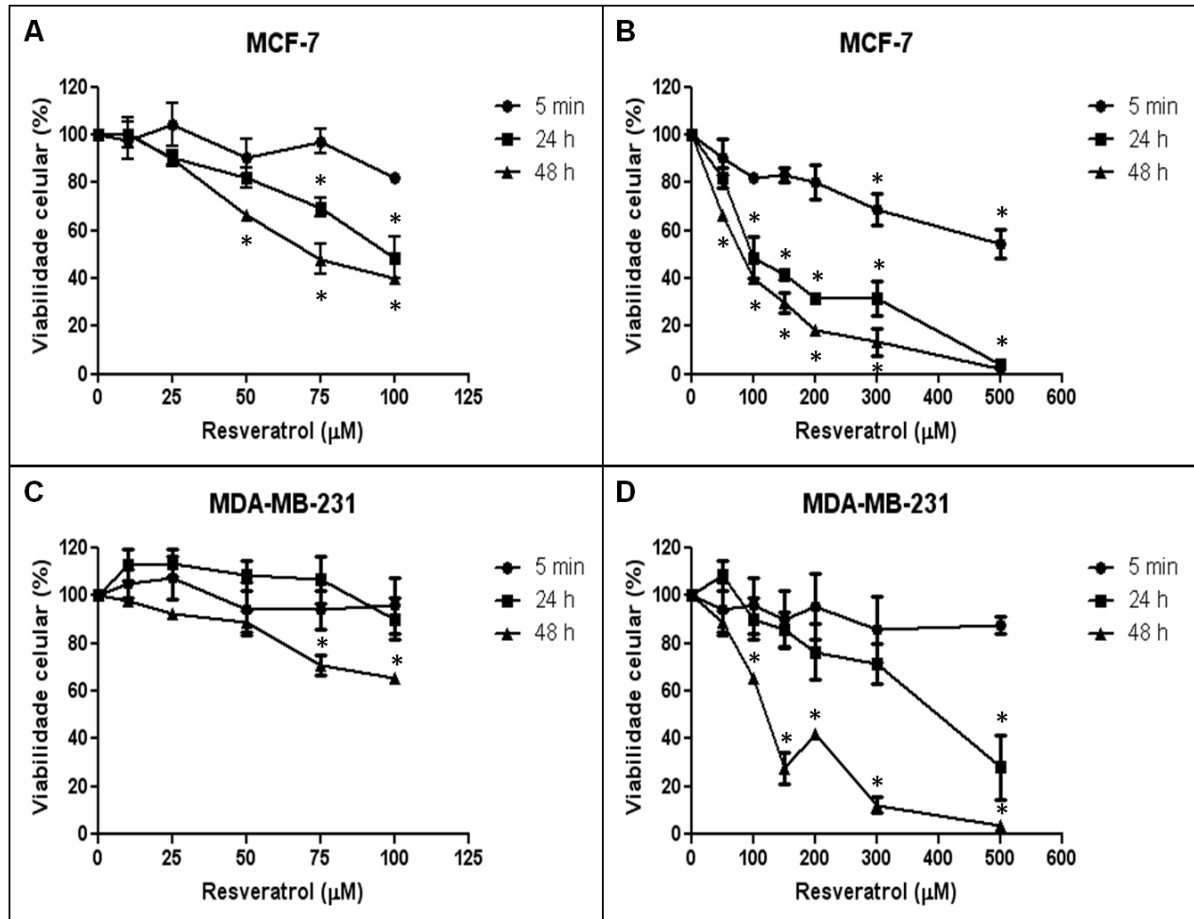 A
MCF-7
Viabilidade celular (%)
120
100
80
60
40
20
0
* * * * *
0 25 50 75 100 125
Resveratrol (μM)
5 min
24 h
48 h
B
MCF-7
Viabilidade celular (%)
120
100
80
60
40
20
0
* * * * * * * * * * * *
0 100 200 300 400 500 600
Resveratrol (μM)
5 min
24 h
48 h
C
MDA-MB-231
Viabilidade celular (%)
120
100
80
60
40
20
0
* *
0 25 50 75 100 125
Resveratrol (μM)
5 min
24 h
48 h
D
MDA-MB-231
Viabilidade celular (%)
120
100
80
60
40
20
0
* * * * * *
0 100 200 300 400 500 600
Resveratrol (μM)
5 min
24 h
48 h